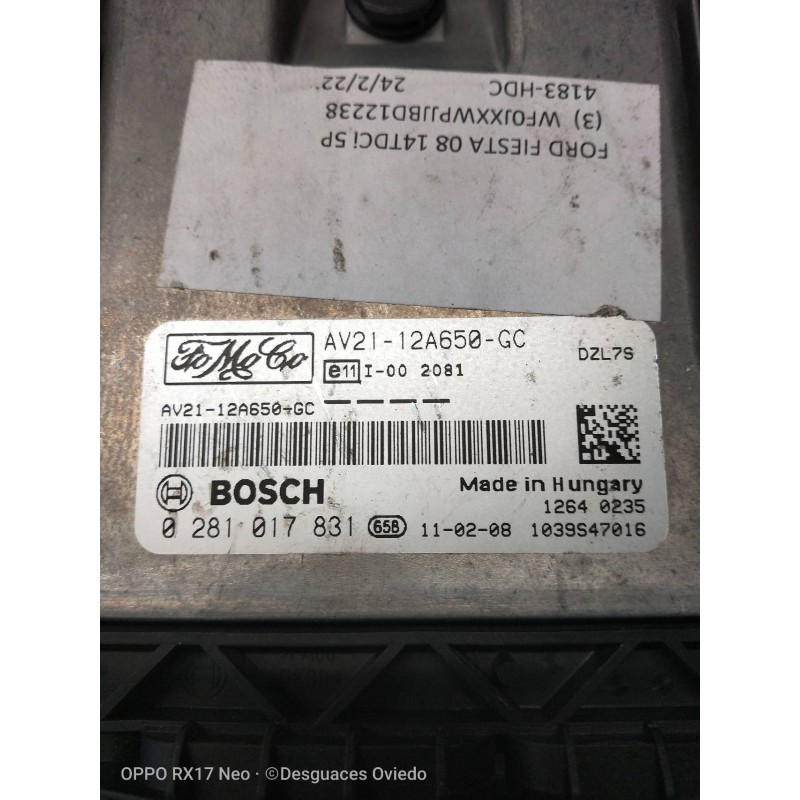 FORD FIESTA 08 14TDCi 5P
(3) WF0JXXWPJJBD12238
4183-HDC 24/2/22'
FoMoCo
AV21-12A650-GC
DZL7S
e11 I-00 2081
AV21-12A650-GC
BOSCH
Made in Hungary
1264 0235
0 281 017 831 658 11-02-08 1039S47016
OPPO RX17 Neo · ©Desguaces Oviedo